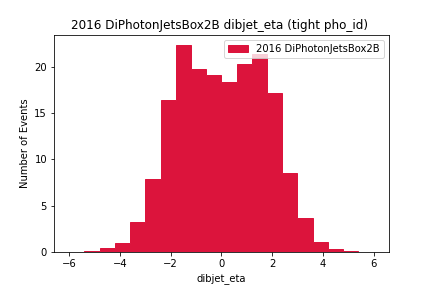 2016 DiPhotonJetsBox2B dibjet_eta (tight pho_id)
2016 DiPhotonJetsBox2B
Number of Events
20
15
10
5
0
−6 −4 −2 0 2 4 6
dibjet_eta